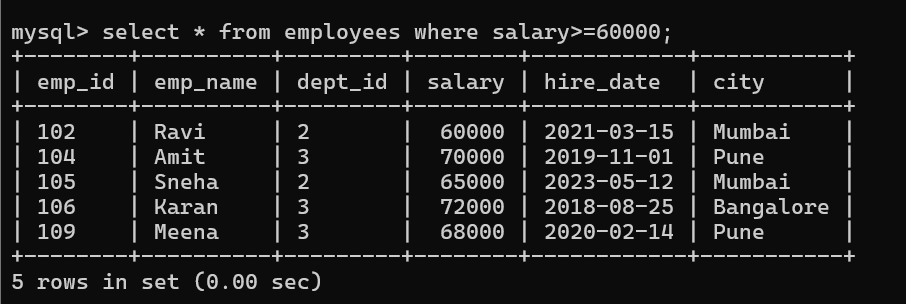 mysql> select * from employees where salary>=60000;
+--------+----------+---------+--------+------------+-----------+
| emp_id | emp_name | dept_id | salary | hire_date  | city      |
+--------+----------+---------+--------+------------+-----------+
| 102    | Ravi     | 2       |  60000 | 2021-03-15 | Mumbai    |
| 104    | Amit     | 3       |  70000 | 2019-11-01 | Pune      |
| 105    | Sneha    | 2       |  65000 | 2023-05-12 | Mumbai    |
| 106    | Karan    | 3       |  72000 | 2018-08-25 | Bangalore |
| 109    | Meena    | 3       |  68000 | 2020-02-14 | Pune      |
+--------+----------+---------+--------+------------+-----------+
5 rows in set (0.00 sec)